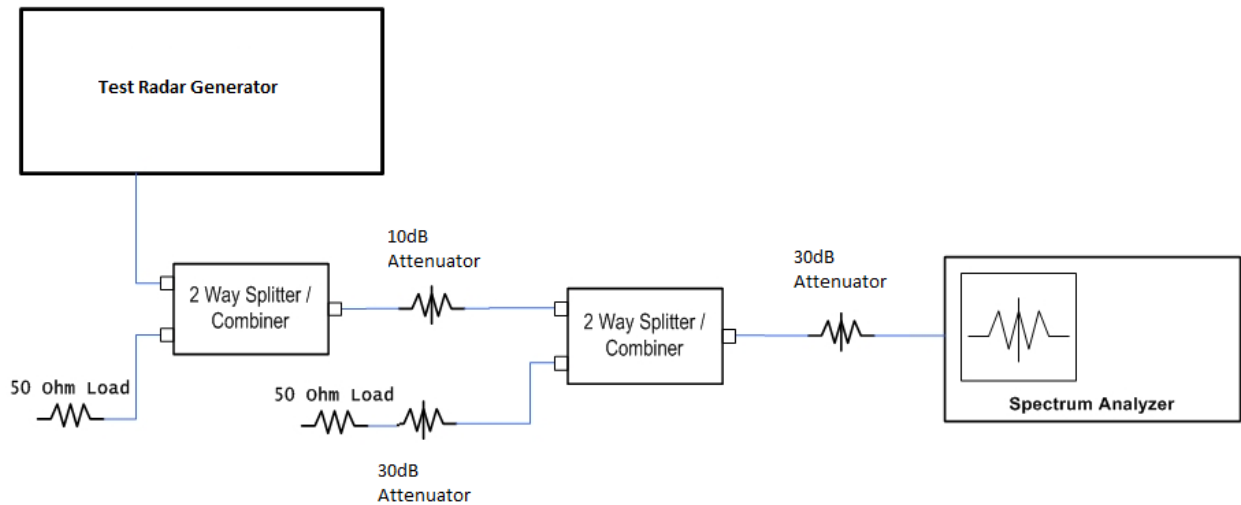 Test Radar Generator
10dB
Attenuator
30dB
Attenuator
2 Way Splitter /
Combiner
2 Way Splitter /
Combiner
50 Ohm Load
50 Ohm Load
Spectrum Analyzer
30dB
Attenuator